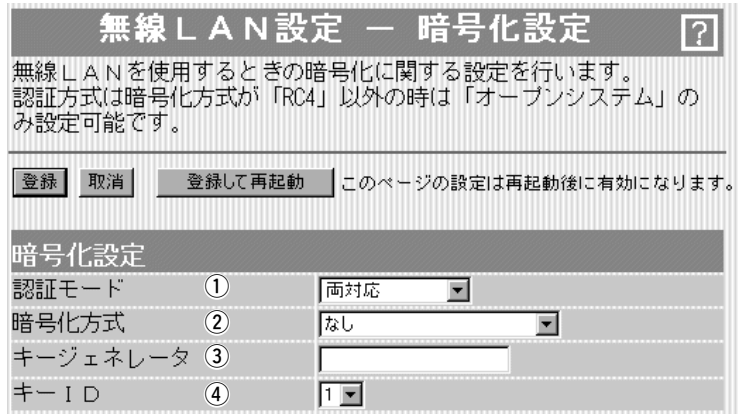 無線ＬＡＮ設定 － 暗号化設定 ?
無線ＬＡＮを使用するときの暗号化に関する設定を行います。
認証方式は暗号化方式が「RC4」以外の時は「オープンシステム」の
み設定可能です。
登録 取消 登録して再起動 このページの設定は再起動後に有効になります。
暗号化設定
認証モード ① 両対応
暗号化方式 ② なし
キージェネレータ ③
キーＩＤ ④ 1